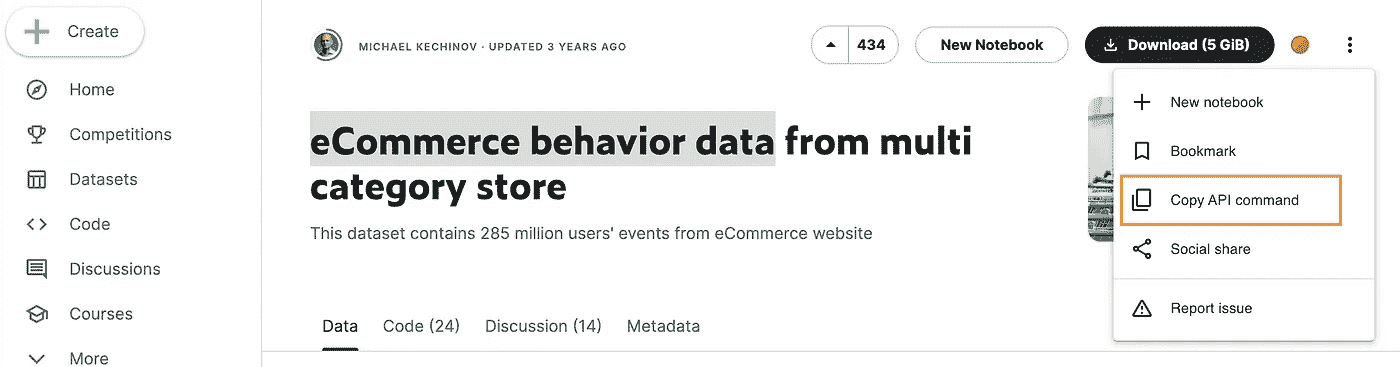 Create
Home
Competitions
Datasets
Code
Discussions
Courses
More
MICHAEL KECHINOV · UPDATED 3 YEARS AGO
434
New Notebook
Download (5 GiB)
eCommerce behavior data from multi
category store
This dataset contains 285 million users' events from eCommerce website
Data
Code (24)
Discussion (14)
Metadata
New notebook
Bookmark
Copy API command
Social share
Report issue